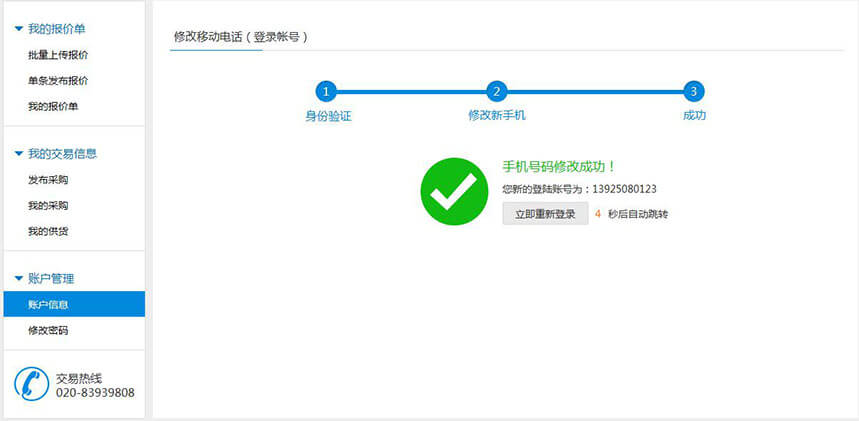 我的报价单
批量上传报价
单条发布报价
我的报价单
我的交易信息
发布采购
我的采购
我的供货
账户管理
账户信息
修改密码
交易热线
020-83939808
修改移动电话（登录帐号）
1 2 3
身份验证 修改新手机 成功
手机号码修改成功！
您新的登陆账号为：13925080123
立即重新登录 4 秒后自动跳转